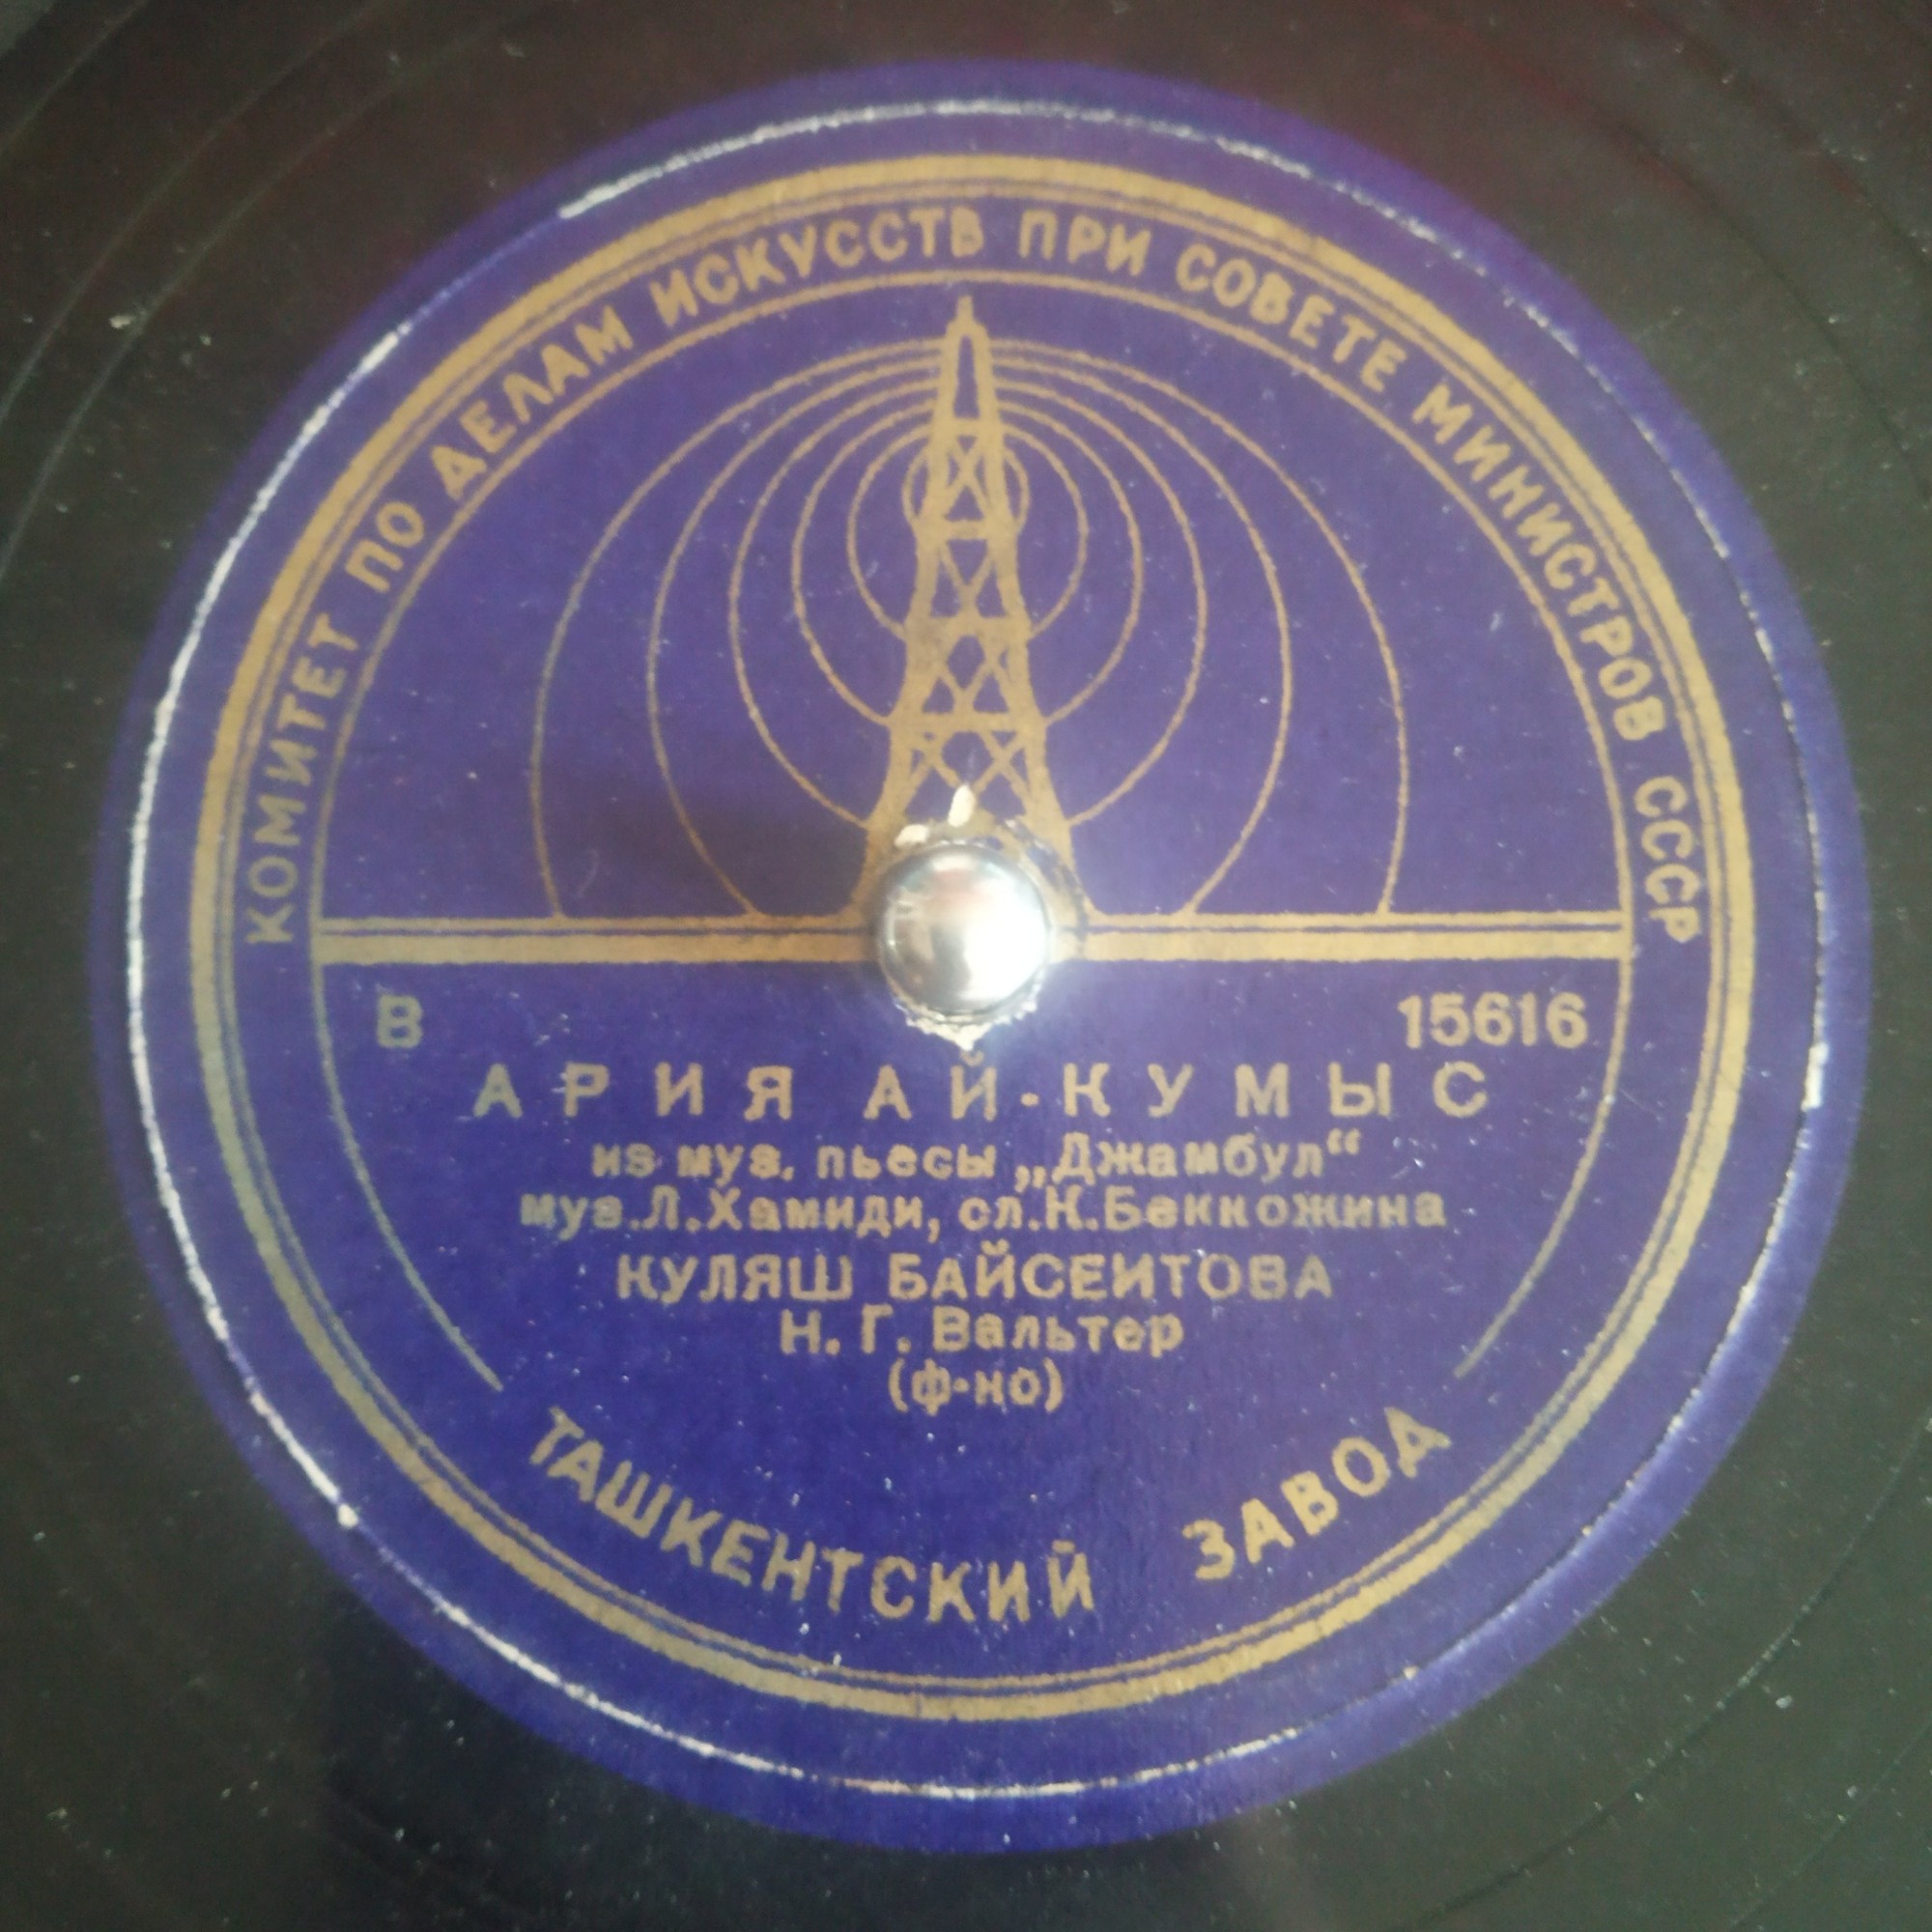 КОМИТЕТ ПО ДЕЛАМ ИСКУССТВ ПРИ СОВЕТЕ МИНИСТРОВ СССР
В 15616
АРИЯ АЙ-КУМЫС
из муз. пьесы „Джамбул“
муз.Л.Хамиди, сл.К.Беккожина
КУЛЯШ БАЙСЕИТОВА
Н. Г. Вальтер
(ф-но)
ТАШКЕНТСКИЙ ЗАВОД